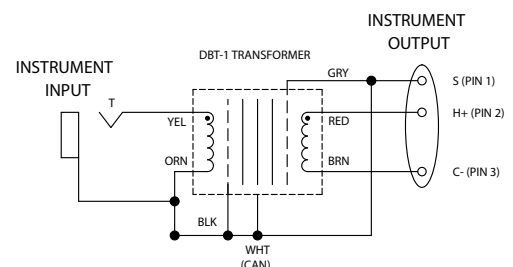 INSTRUMENT
OUTPUT
DBT-1 TRANSFORMER
INSTRUMENT
INPUT
GRY
S (PIN 1)
T
YEL
RED
H+ (PIN 2)
ORN
BRN
C- (PIN 3)
BLK
WHT
(CAN)